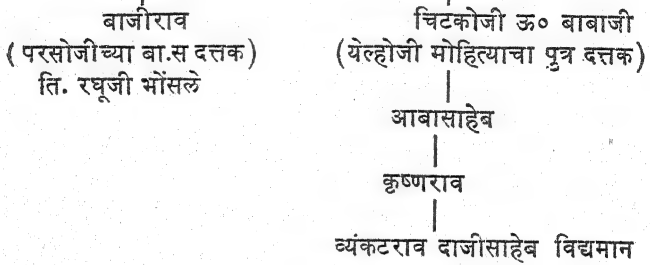 बाजीराव
(परसोजीच्या बा.स दत्तक)
ति. रघूजी भोंसले
चिटकोजी ऊ० बाबाजी
(येल्होजी मोहित्याचा पुत्र दत्तक)
आबासाहेब
कृष्णराव
व्यंकटराव दाजीसाहेब विद्यमान